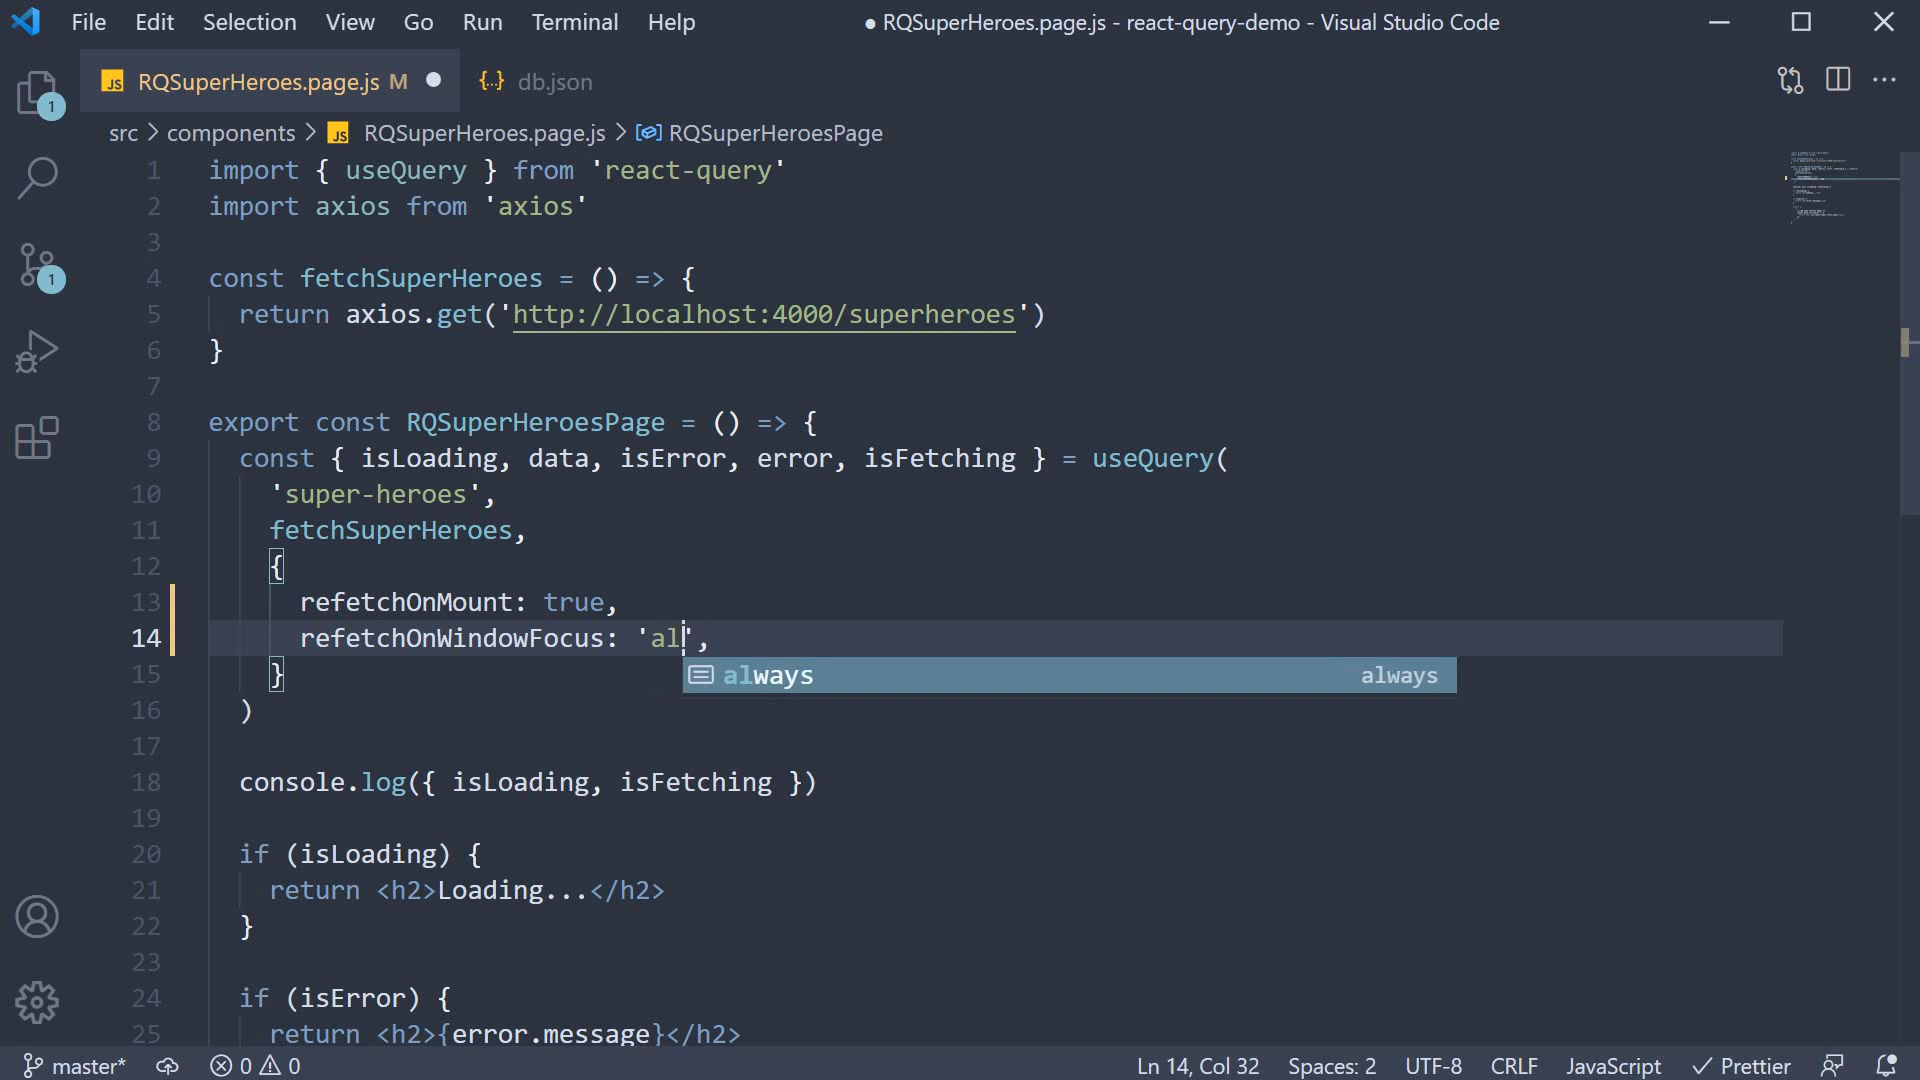 File Edit Selection View Go Run Terminal Help ● RQSuperHeroes.page.js - react-query-demo - Visual Studio Code
JS RQSuperHeroes.page.js M ● {..} db.json
1
src > components > JS RQSuperHeroes.page.js > RQSuperHeroesPage
1 import { useQuery } from 'react-query'
2 import axios from 'axios'
3
4 const fetchSuperHeroes = () => {
1
5 return axios.get('http://localhost:4000/superheroes')
6 }
7
8 export const RQSuperHeroesPage = () => {
9 const { isLoading, data, isError, error, isFetching } = useQuery(
10 'super-heroes',
11 fetchSuperHeroes,
12 {
13 refetchOnMount: true,
14 refetchOnWindowFocus: 'al',
15 }
always always
16 )
17
18 console.log({ isLoading, isFetching })
19
20 if (isLoading) {
21 return <h2>Loading...</h2>
22 }
23
24 if (isError) {
25 return <h2>{error.message}</h2>
master* 0 0 Ln 14, Col 32 Spaces: 2 UTF-8 CRLF JavaScript ✓ Prettier